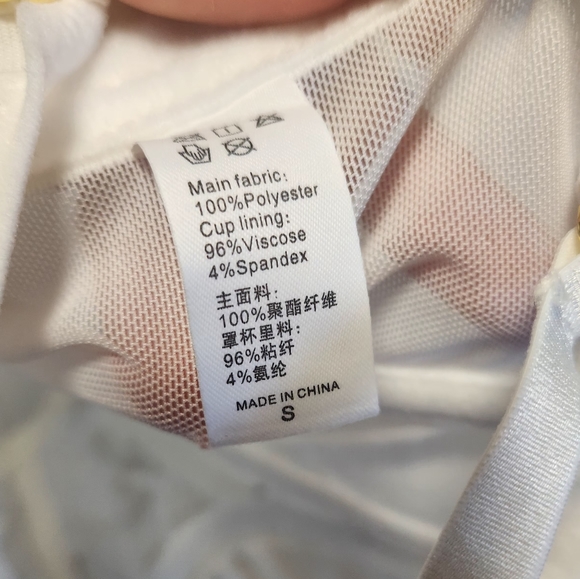 Main fabric:
100%Polyester
Cup lining:
96%Viscose
4%Spandex
主面料:
100%聚酯纤维
罩杯里料:
96%粘纤
4%氨纶
MADE IN CHINA
S